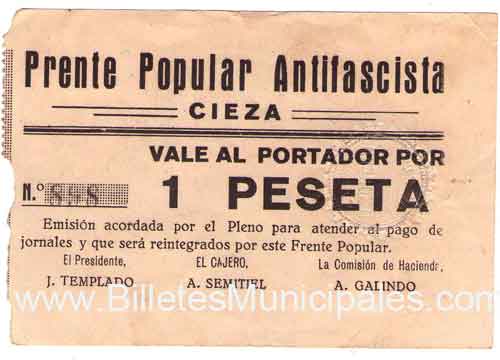 Prente Popular Antifascista
CIEZA
VALE AL PORTADOR POR
N.º 868 1 PESETA
Emisión acordada por el Pleno para atender al pago de
jornales y que será reintegrados por este Frente Popular.
El Presidente, EL CAJERO, La Comisión de Haciendr,
J. TEMPLADO A. SEMITIEL A. GALINDO
www.BilletesMunicipales.com